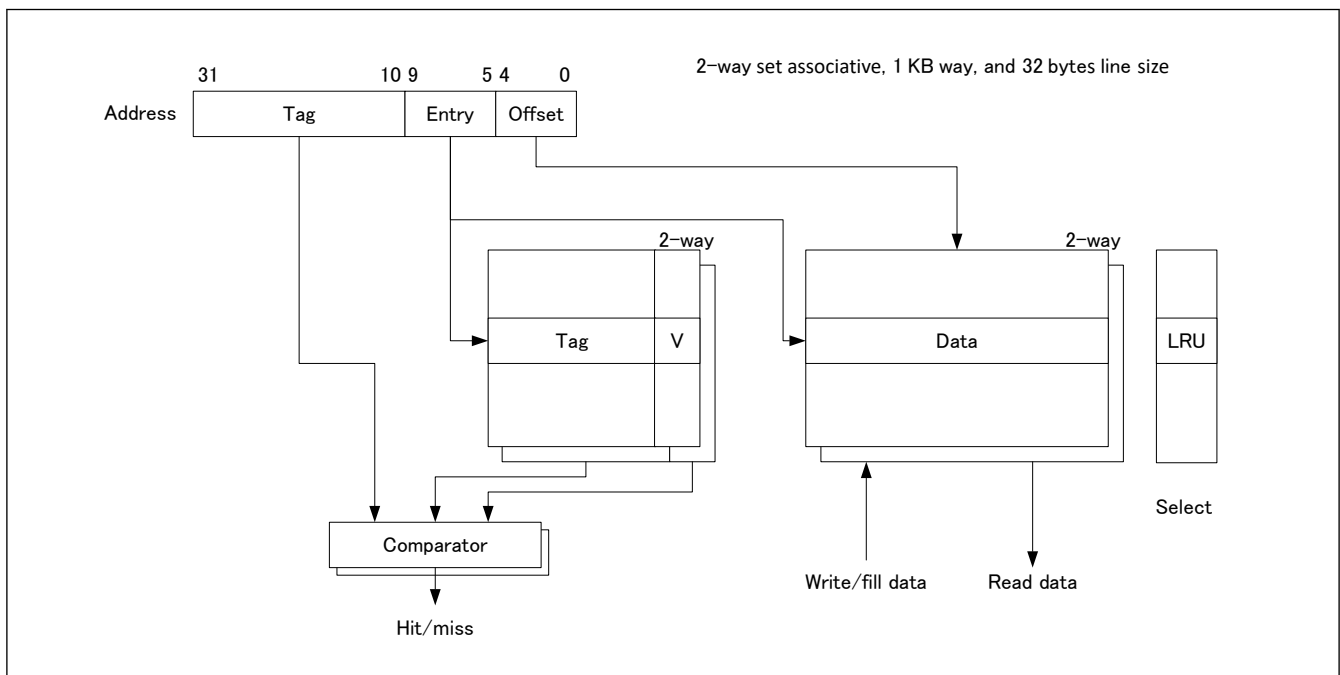 2-way set associative, 1 KB way, and 32 bytes line size
31 10 9 5 4 0
Address Tag Entry Offset
2-way 2-way
Tag V Data LRU
Select
Comparator
Write/fill data Read data
Hit/miss